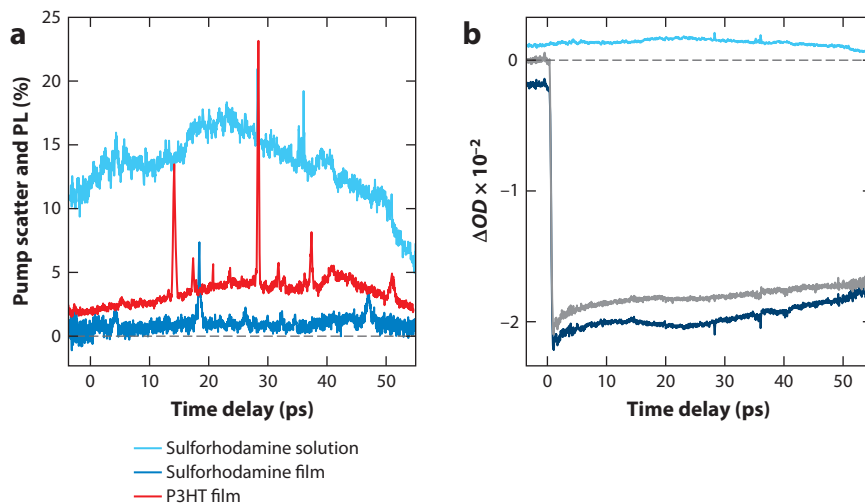 a
Pump scatter and PL (%)
25
20
15
10
5
0
0 10 20 30 40 50
Time delay (ps)
Sulforhodamine solution
Sulforhodamine film
P3HT film
b
ΔOD × 10⁻²
0
−1
−2
0 10 20 30 40 50
Time delay (ps)